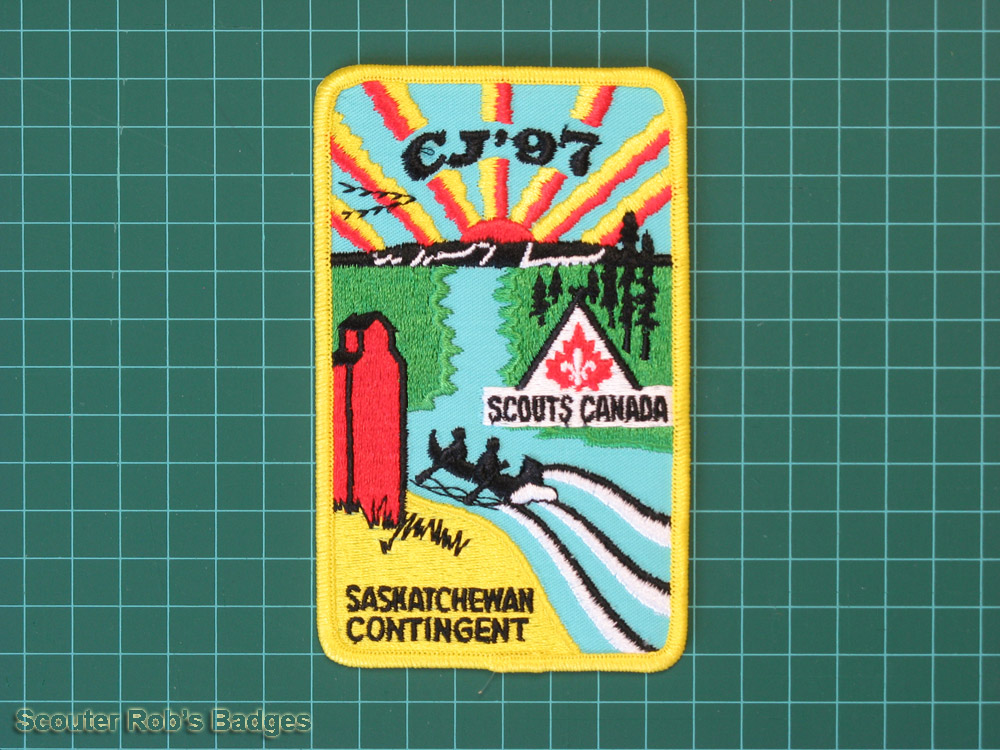 CJ'97
SCOUTS CANADA
SASKATCHEWAN
CONTINGENT
Scouter Rob's Badges